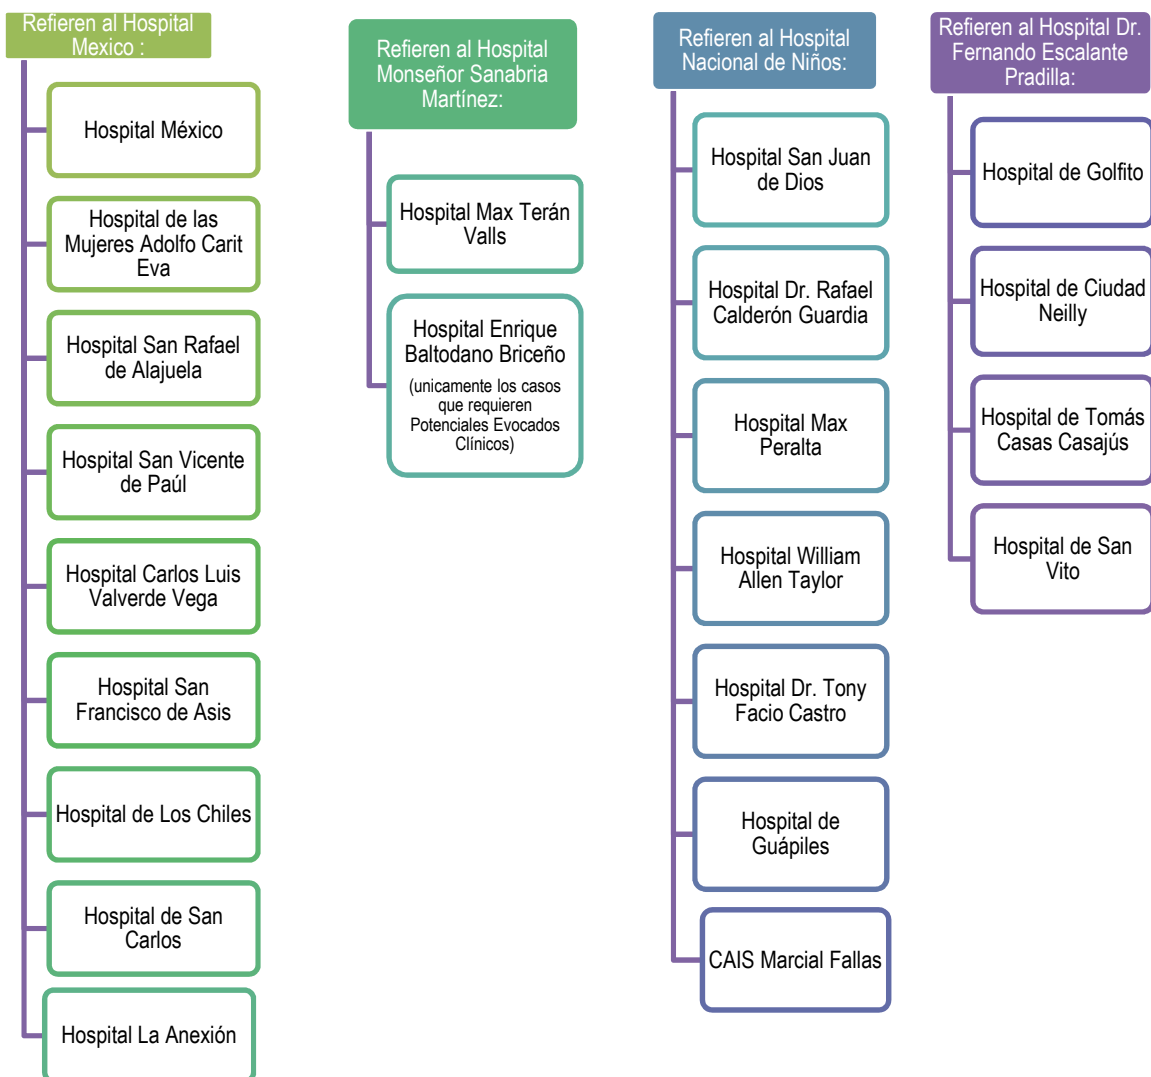 Refieren al Hospital
Mexico :
Hospital México
Hospital de las
Mujeres Adolfo Carit
Eva
Hospital San Rafael
de Alajuela
Hospital San Vicente
de Paúl
Hospital Carlos Luis
Valverde Vega
Hospital San
Francisco de Asis
Hospital de Los Chiles
Hospital de San
Carlos
Hospital La Anexión
Refieren al Hospital
Monseñor Sanabria
Martínez:
Hospital Max Terán
Valls
Hospital Enrique
Baltodano Briceño
(unicamente los casos
que requieren
Potenciales Evocados
Clínicos)
Refieren al Hospital
Nacional de Niños:
Hospital San Juan
de Dios
Hospital Dr. Rafael
Calderón Guardia
Hospital Max
Peralta
Hospital William
Allen Taylor
Hospital Dr. Tony
Facio Castro
Hospital de
Guápiles
CAIS Marcial Fallas
Refieren al Hospital Dr.
Fernando Escalante
Pradilla:
Hospital de Golfito
Hospital de Ciudad
Neilly
Hospital de Tomás
Casas Casajús
Hospital de San
Vito